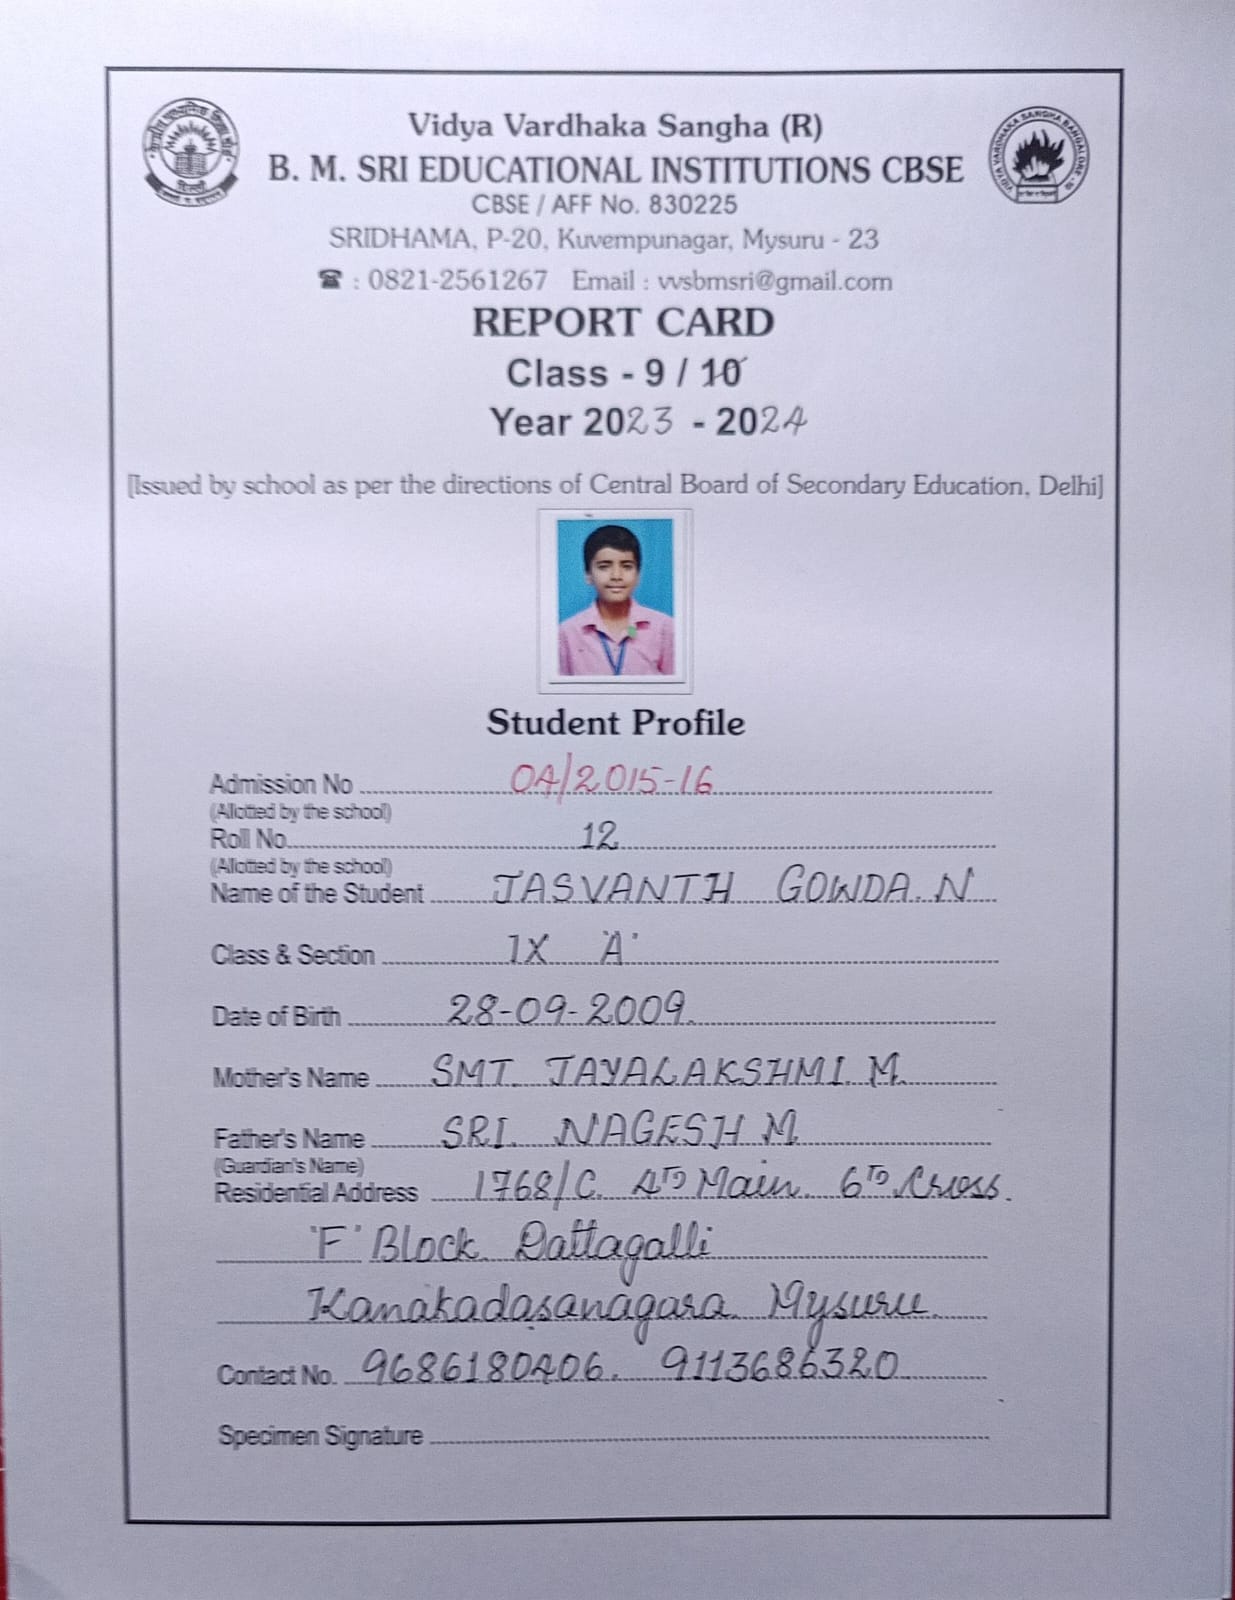 Vidya Vardhaka Sangha (R)
B. M. SRI EDUCATIONAL INSTITUTIONS CBSE
CBSE / AFF No. 830225
SRIDHAMA, P-20, Kuvempunagar, Mysuru - 23
☎ : 0821-2561267 Email : vvsbmsri@gmail.com
REPORT CARD
Class - 9 / 10
Year 2023 - 2024
[Issued by school as per the directions of Central Board of Secondary Education, Delhi]
Student Profile
Admission No 04/2015-16
(Allotted by the school)
Roll No. 12
(Allotted by the school)
Name of the Student JASVANTH GOWDA. N
Class & Section IX 'A'
Date of Birth 28-09-2009
Mother's Name SMT. JAYALAKSHMI. M
Father's Name SRI. NAGESH M
(Guardian's Name)
Residential Address 1768/C. 4TD Main. 6TD Cross.
'F' Block Dattagalli
Kanakadasanagara Mysuru.
Contact No. 9686180406. 9113686320
Specimen Signature